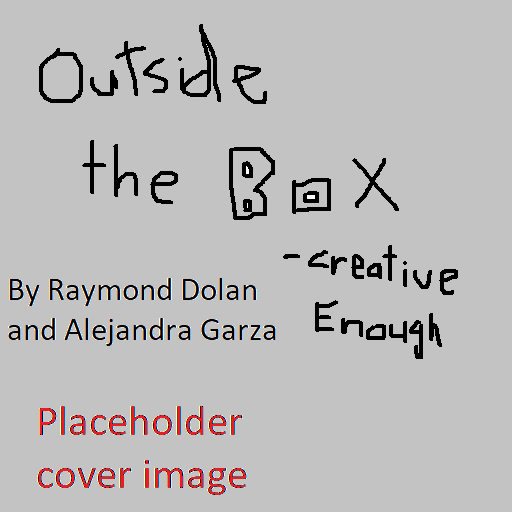 Outside
the Box
-creative
Enough
By Raymond Dolan
and Alejandra Garza
Placeholder
cover image